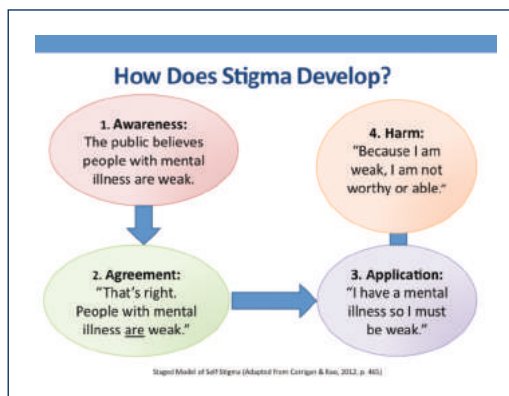 How Does Stigma Develop?
1. Awareness:
The public believes
people with mental
illness are weak.
2. Agreement:
"That's right.
People with mental
illness are weak."
3. Application:
"I have a mental
illness so I must
be weak."
4. Harm:
"Because I am
weak, I am not
worthy or able."
Staged Model of Self Stigma (Adapted from Corrigan & Rao, 2012, p. 465)